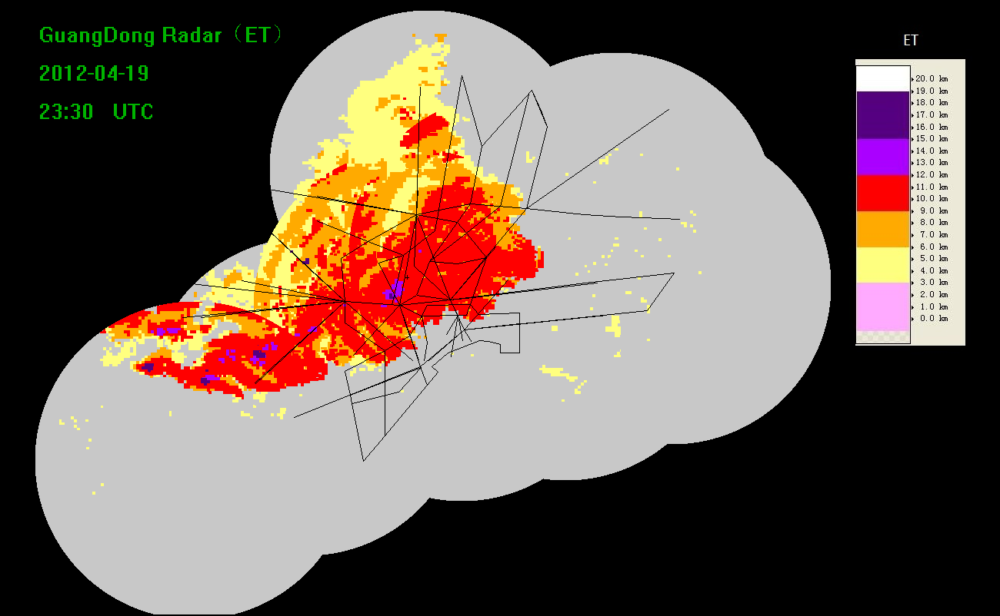 GuangDong Radar（ET）
2012-04-19
23:30 UTC
ET
20.0 km
19.0 km
18.0 km
17.0 km
16.0 km
15.0 km
14.0 km
13.0 km
12.0 km
11.0 km
10.0 km
9.0 km
8.0 km
7.0 km
6.0 km
5.0 km
4.0 km
3.0 km
2.0 km
1.0 km
0.0 km